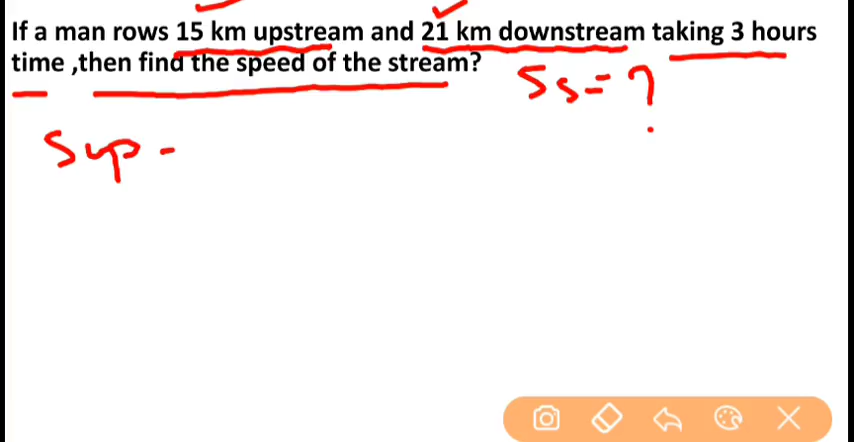 If a man rows 15 km upstream and 21 km downstream taking 3 hours
time ,then find the speed of the stream?
Ss=?
Sup -